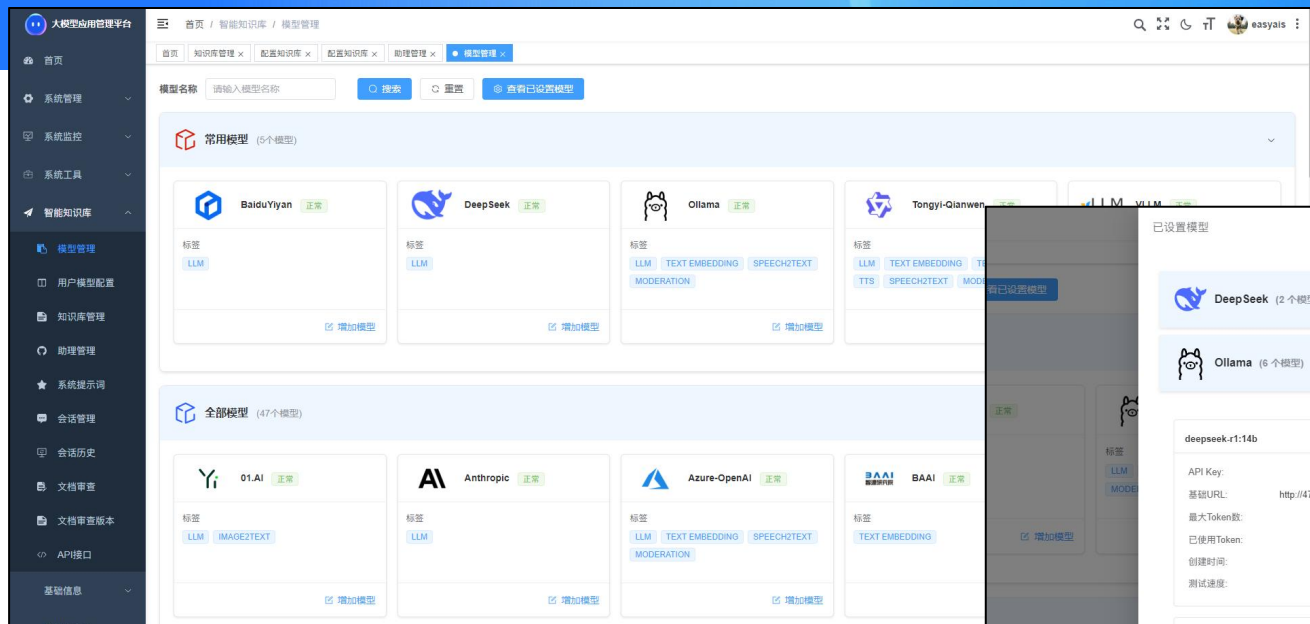 大模型应用管理平台
首页 / 智能知识库 / 模型管理
easyais
首页
知识库管理 ×
配置知识库 ×
配置知识库 ×
助理管理 ×
模型管理 ×
首页
系统管理
系统监控
系统工具
智能知识库
模型管理
用户模型配置
知识库管理
助理管理
系统提示词
会话管理
会话历史
文档审查
文档审查版本
API接口
基础信息
模型名称 请输入模型名称 搜索 重置 查看已设置模型
常用模型 (5个模型)
BaiduYiyan 正常
标签
LLM
增加模型
DeepSeek 正常
标签
LLM
增加模型
Ollama 正常
标签
LLM TEXT EMBEDDING SPEECH2TEXT
MODERATION
增加模型
Tongyi-Qianwen
标签
LLM TEXT EMBEDDING
TTS SPEECH2TEXT
全部模型 (47个模型)
01.AI 正常
标签
LLM IMAGE2TEXT
增加模型
Anthropic 正常
标签
LLM
增加模型
Azure-OpenAI 正常
标签
LLM TEXT EMBEDDING SPEECH2TEXT
MODERATION
增加模型
BAAI 正常
标签
TEXT EMBEDDING
看已设置模型
正常
增加模型
标签
LLM
已设置模型
DeepSeek (2 个模
Ollama (6 个模型)
deepseek-r1:14b
API Key:
基础URL: http://47
最大Token数:
已使用Token:
创建时间:
测试速度: